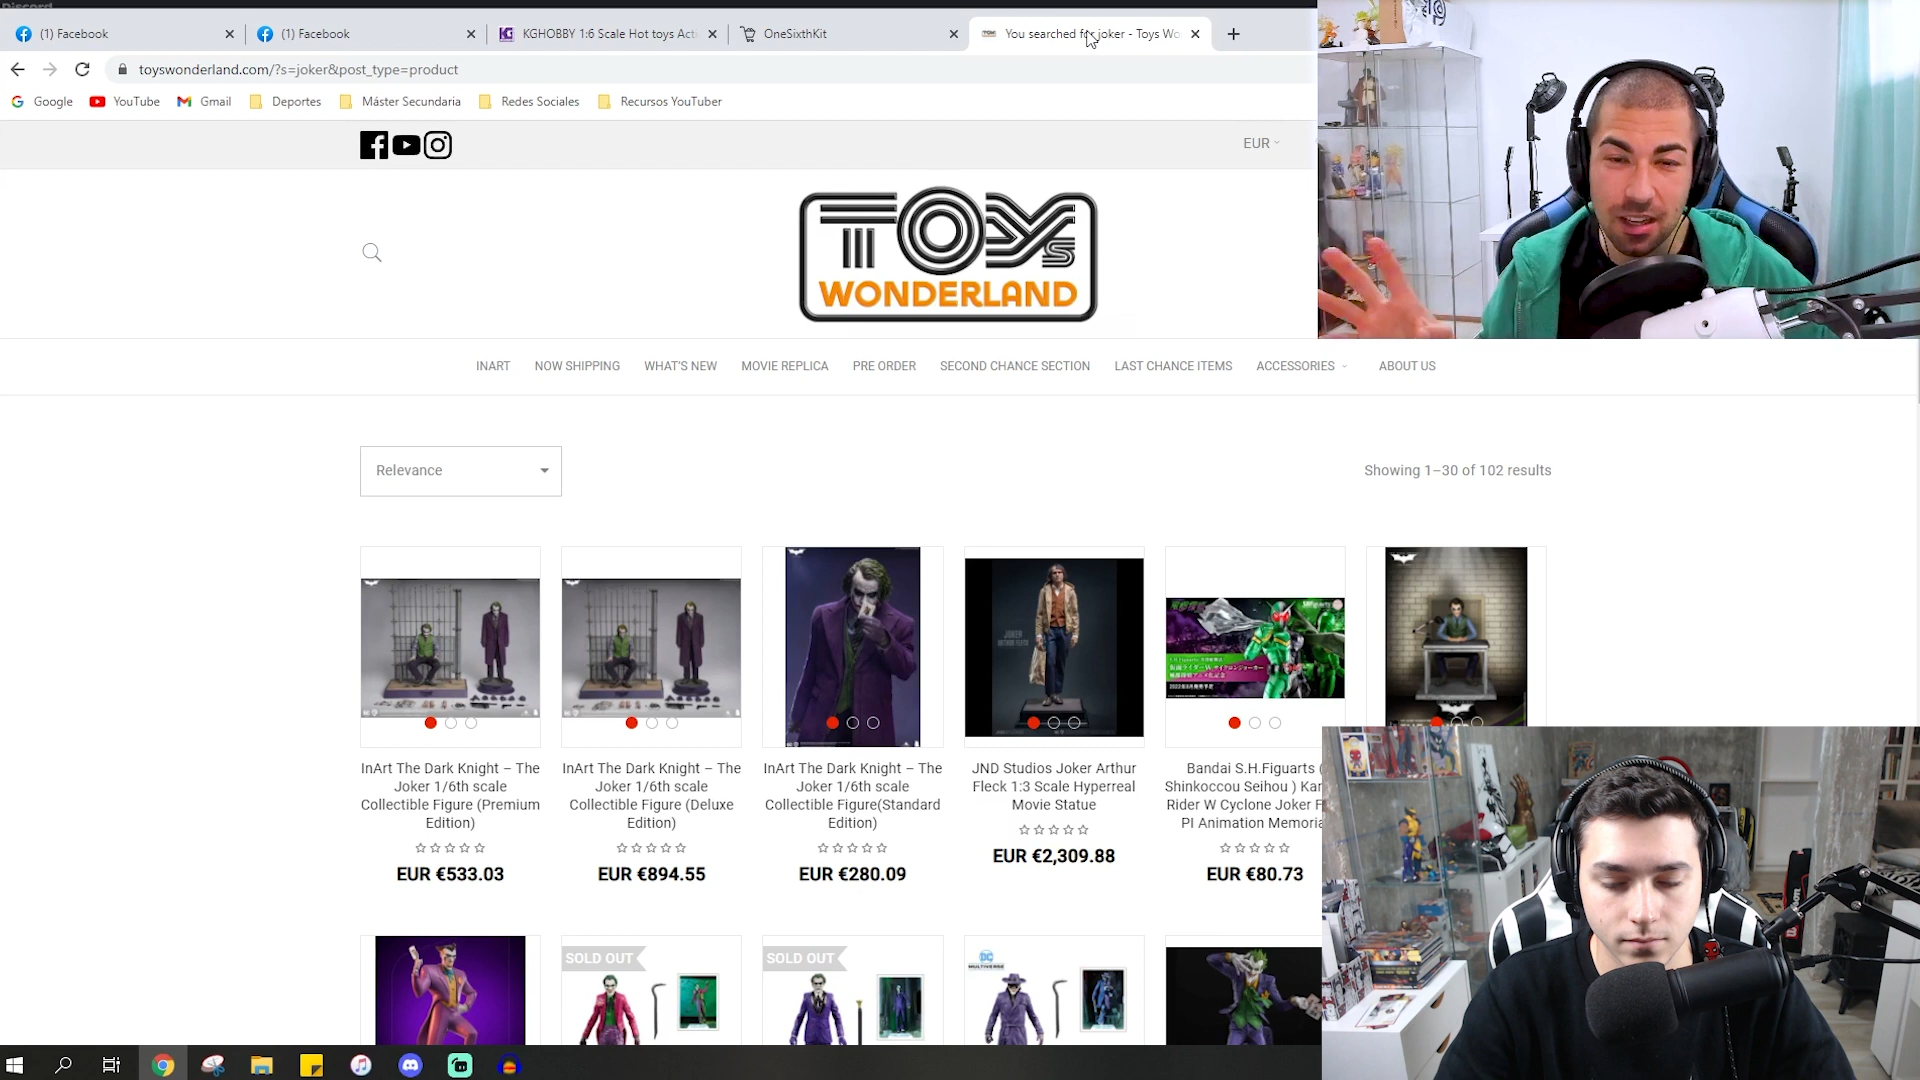 Discord
(1) Facebook
(1) Facebook
KG
KGHOBBY 1:6 Scale Hot toys Acti
OneSixthKit
You searched for joker - Toys Wo
toyswonderland.com/?s=joker&post_type=product
Google
YouTube
Gmail
Deportes
Máster Secundaria
Redes Sociales
Recursos YouTuber
EUR
TOYS
WONDERLAND
INART
NOW SHIPPING
WHAT'S NEW
MOVIE REPLICA
PRE ORDER
SECOND CHANCE SECTION
LAST CHANCE ITEMS
ACCESSORIES
ABOUT US
Relevance
Showing 1–30 of 102 results
JOKER
InArt The Dark Knight – The
Joker 1/6th scale
Collectible Figure (Premium
Edition)
EUR €533.03
InArt The Dark Knight – The
Joker 1/6th scale
Collectible Figure (Deluxe
Edition)
EUR €894.55
InArt The Dark Knight – The
Joker 1/6th scale
Collectible Figure(Standard
Edition)
EUR €280.09
JND Studios Joker Arthur
Fleck 1:3 Scale Hyperreal
Movie Statue
EUR €2,309.88
Bandai S.H.Figuarts (
Shinkoccou Seihou ) Kam
Rider W Cyclone Joker F
PI Animation Memoria
EUR €80.73
SOLD OUT
SOLD OUT
DC
MULTIVERSE